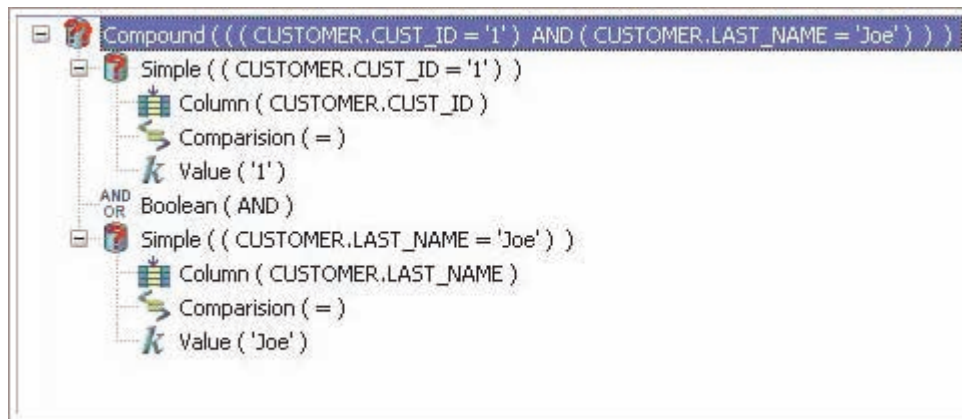 Compound ( ( ( CUSTOMER.CUST_ID = '1' ) AND ( CUSTOMER.LAST_NAME = 'Joe' ) ) )
Simple ( ( CUSTOMER.CUST_ID = '1' ) )
Column ( CUSTOMER.CUST_ID )
Comparision ( = )
k Value ( '1' )
AND
OR Boolean ( AND )
Simple ( ( CUSTOMER.LAST_NAME = 'Joe' ) )
Column ( CUSTOMER.LAST_NAME )
Comparision ( = )
k Value ( 'Joe' )